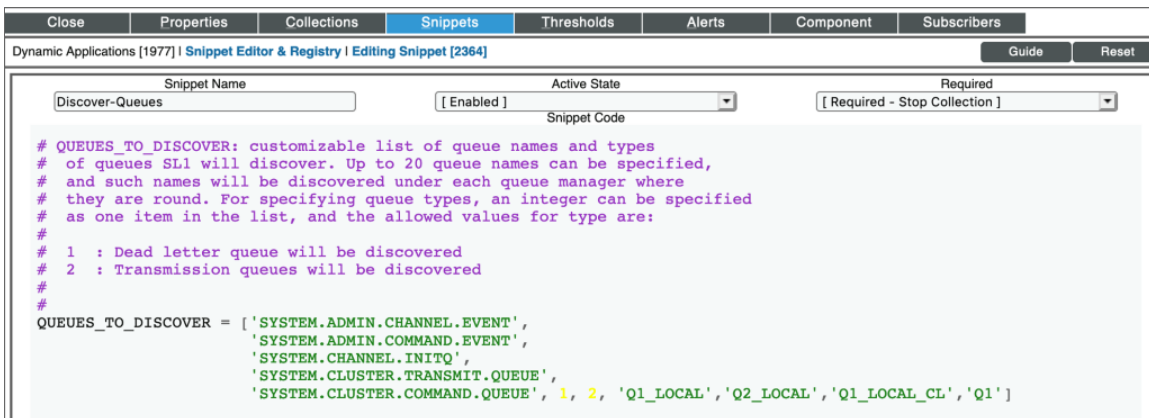 Close Properties Collections Snippets Thresholds Alerts Component Subscribers
Dynamic Applications [1977] | Snippet Editor & Registry | Editing Snippet [2364] Guide Reset
Snippet Name Active State Required
Discover-Queues [ Enabled ] [ Required - Stop Collection ]
Snippet Code
# QUEUES_TO_DISCOVER: customizable list of queue names and types
# of queues SL1 will discover. Up to 20 queue names can be specified,
# and such names will be discovered under each queue manager where
# they are round. For specifying queue types, an integer can be specified
# as one item in the list, and the allowed values for type are:
#
# 1 : Dead letter queue will be discovered
# 2 : Transmission queues will be discovered
#
#
QUEUES_TO_DISCOVER = ['SYSTEM.ADMIN.CHANNEL.EVENT',
'SYSTEM.ADMIN.COMMAND.EVENT',
'SYSTEM.CHANNEL.INITQ',
'SYSTEM.CLUSTER.TRANSMIT.QUEUE',
'SYSTEM.CLUSTER.COMMAND.QUEUE', 1, 2, 'Q1_LOCAL','Q2_LOCAL','Q1_LOCAL_CL','Q1']